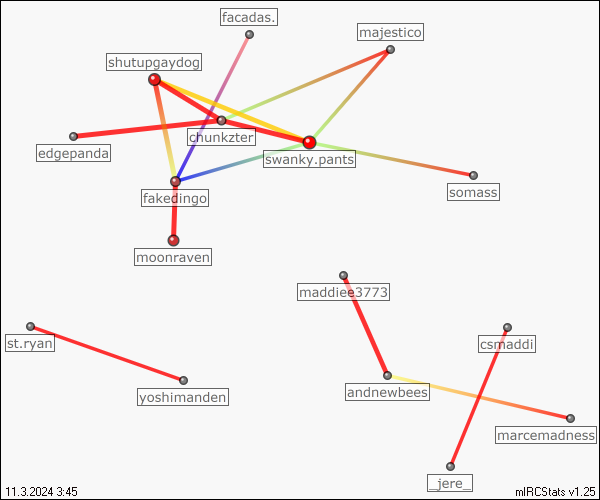 facadas.
majestico
shutupgaydog
chunkzter
edgepanda
swanky.pants
somass
fakedingo
moonraven
maddiee3773
st.ryan
csmaddi
yoshimanden
andnewbees
marcemadness
_jere_
11.3.2024 3:45
mIRCStats v1.25